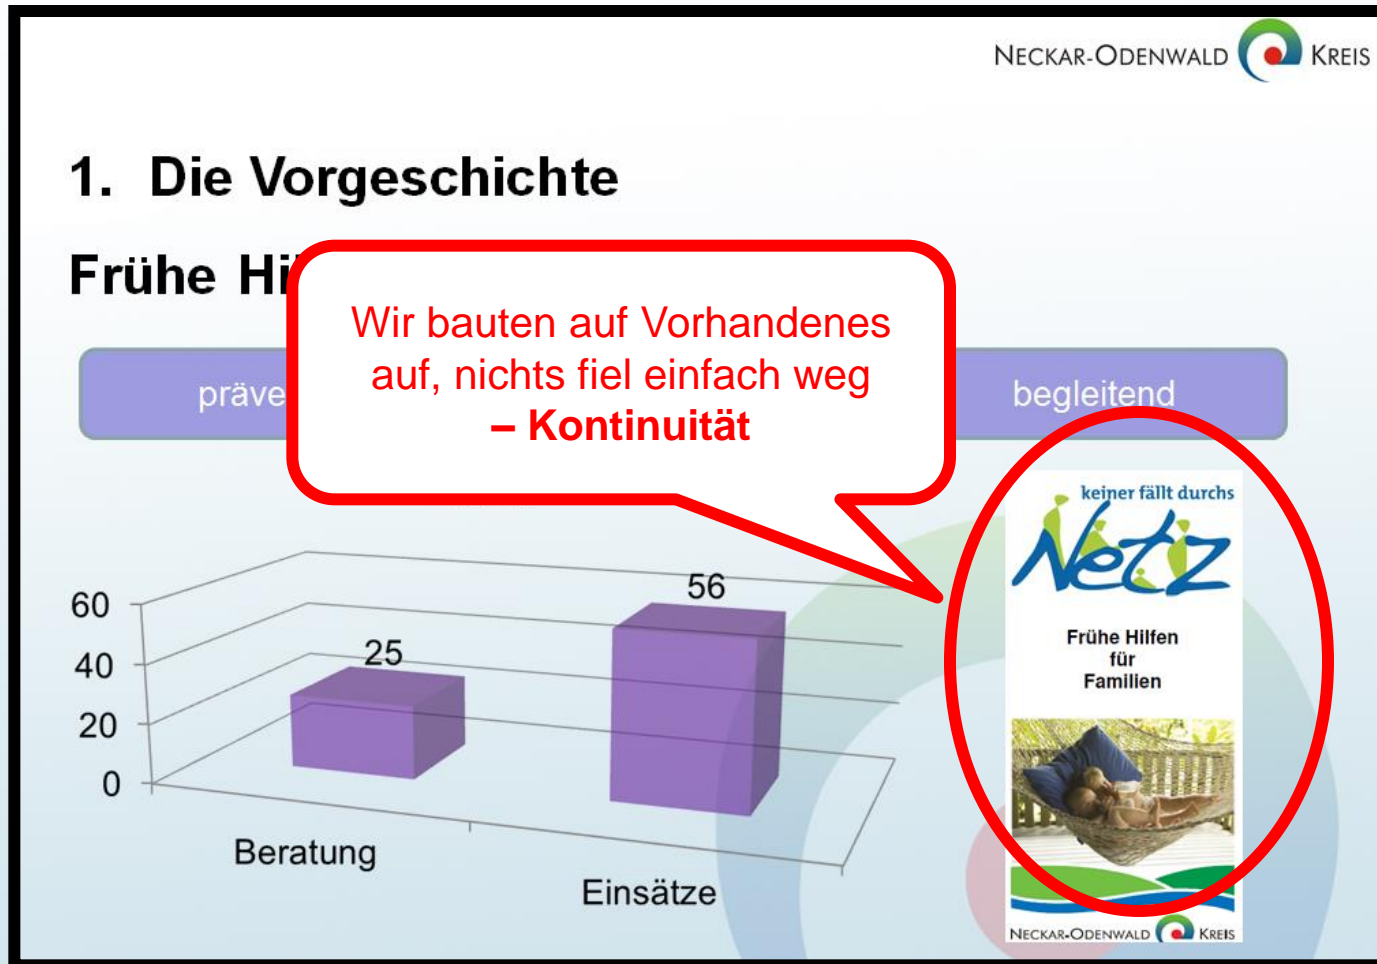 NECKAR-ODENWALD KREIS
1. Die Vorgeschichte
Frühe Hi
Wir bauten auf Vorhandenes
auf, nichts fiel einfach weg
– Kontinuität
präve
begleitend
keiner fällt durchs
Netz
Frühe Hilfen
für
Familien
NECKAR-ODENWALD KREIS
60
40
20
0
25
56
Beratung
Einsätze